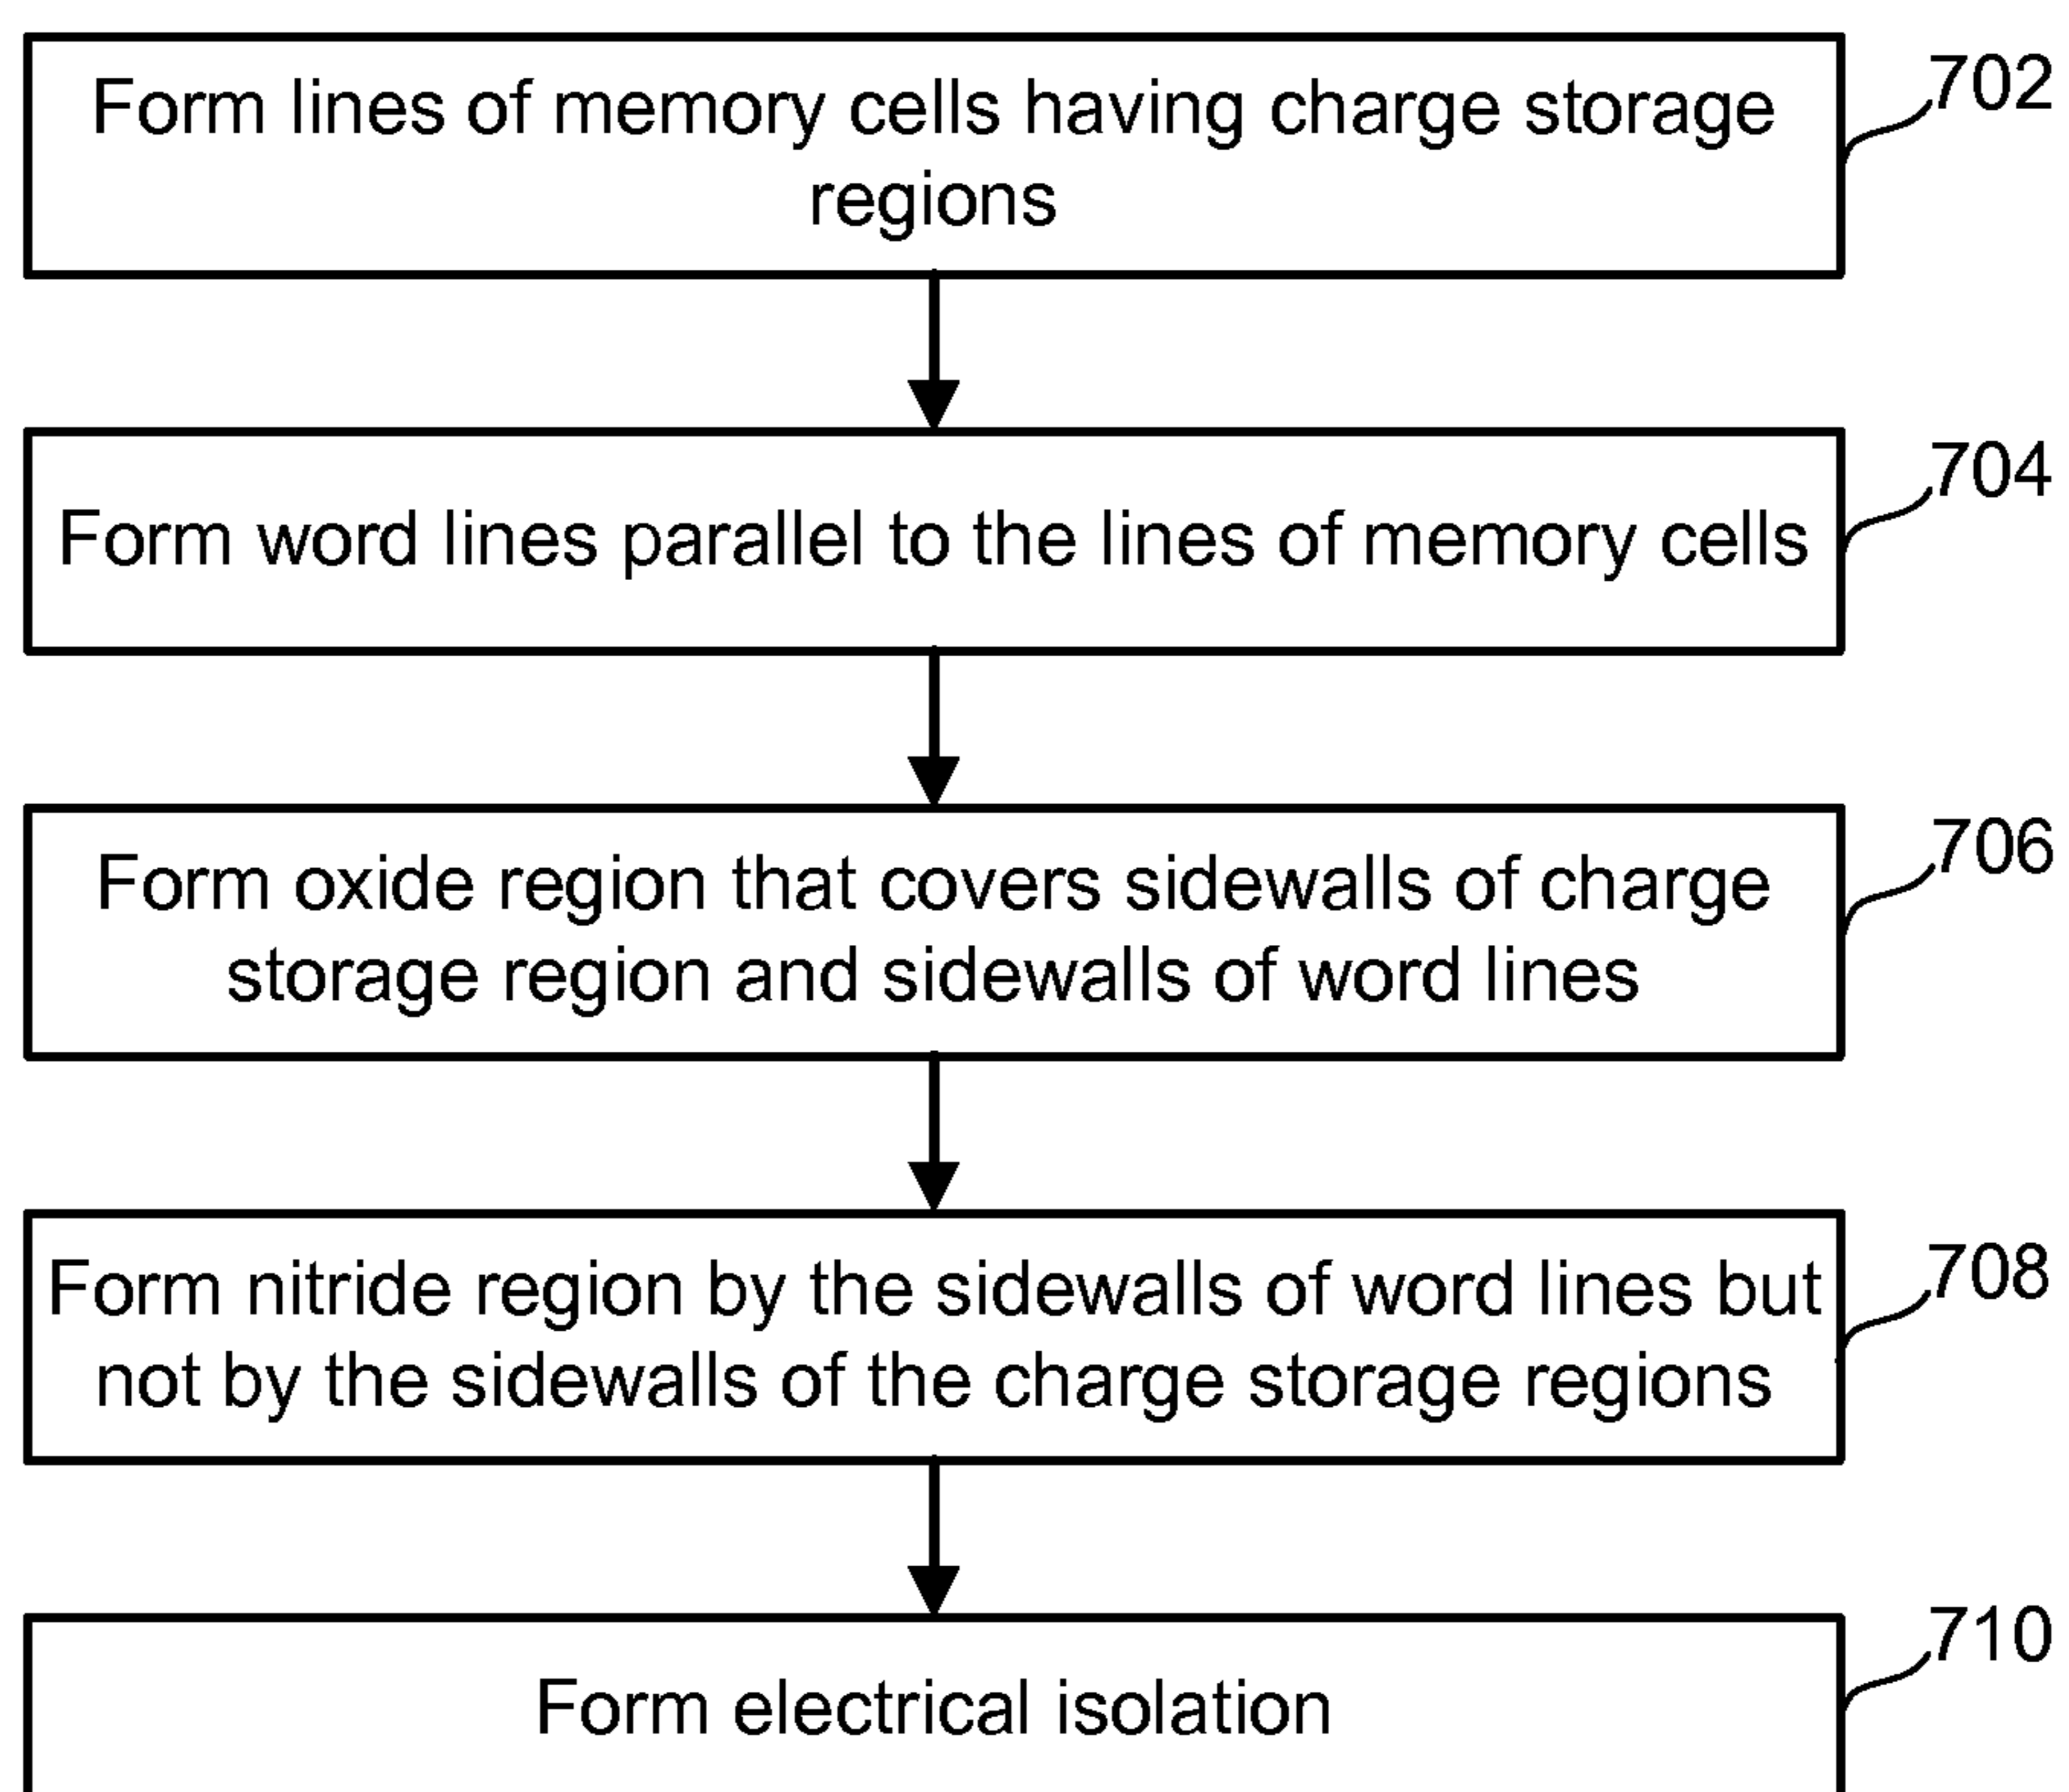 Form lines of memory cells having charge storage
regions
702
Form word lines parallel to the lines of memory cells
704
Form oxide region that covers sidewalls of charge
storage region and sidewalls of word lines
706
Form nitride region by the sidewalls of word lines but
not by the sidewalls of the charge storage regions
708
Form electrical isolation
710